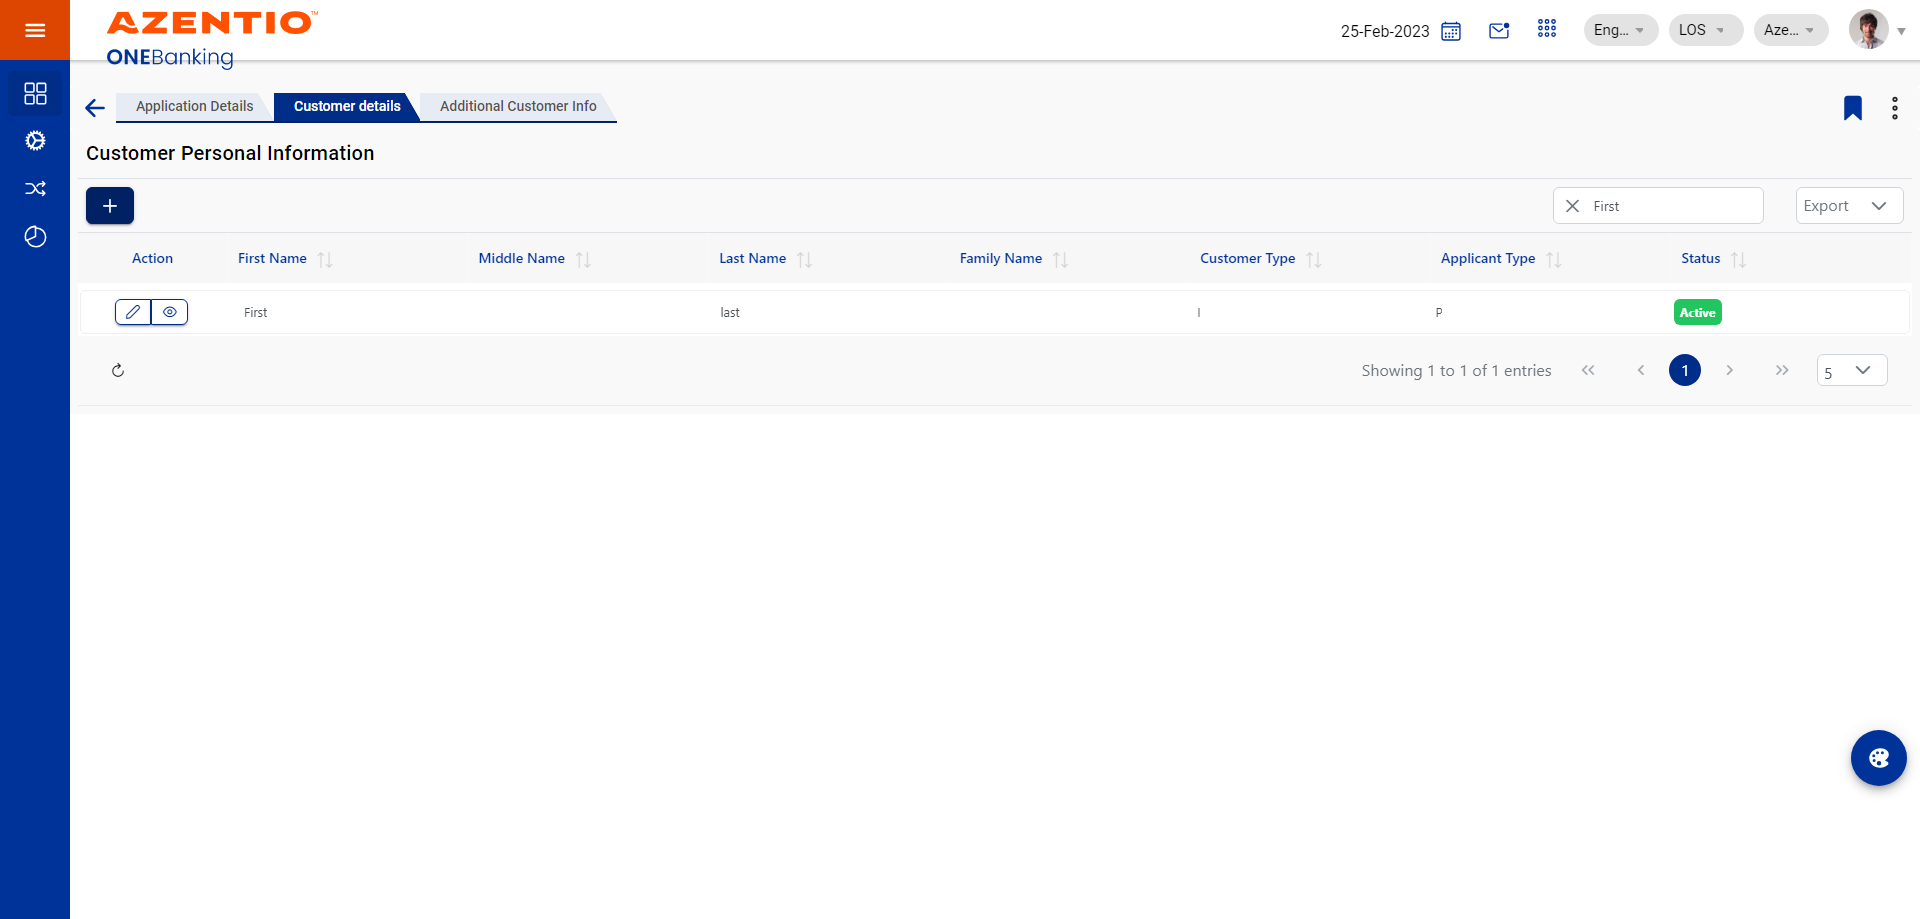 AZENTIO™
ONEBanking
25-Feb-2023
Eng...
LOS
Aze...
Application Details
Customer details
Additional Customer Info
Customer Personal Information
+
First
Export
Action
First Name
Middle Name
Last Name
Family Name
Customer Type
Applicant Type
Status
First
last
I
P
Active
Showing 1 to 1 of 1 entries
1
5